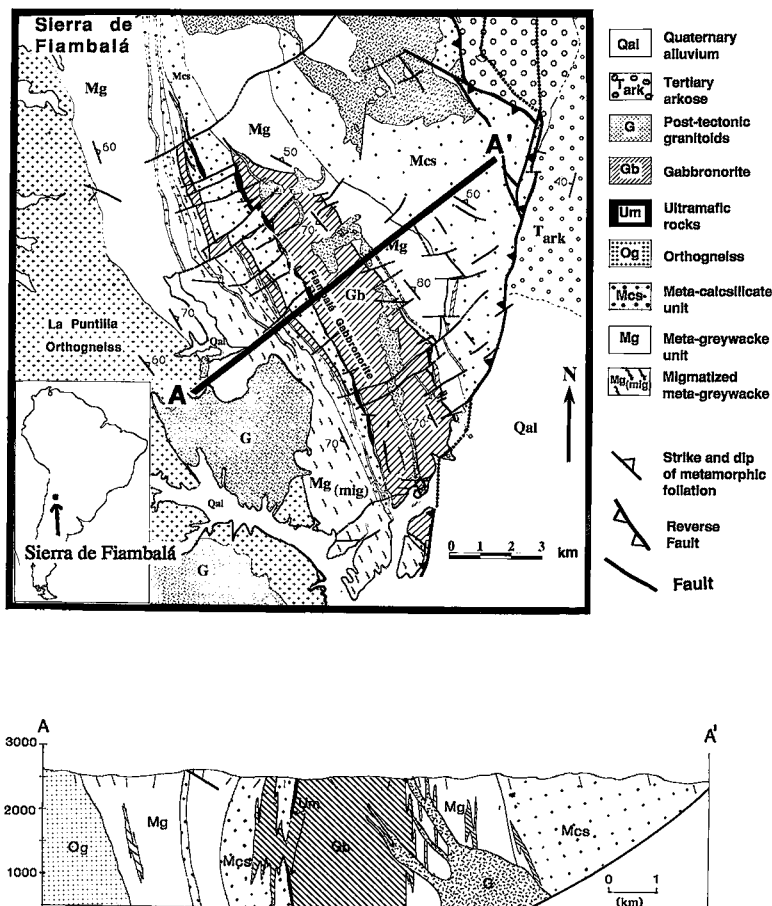 Sierra de
Fiambalá
Mg
Mcs
60
Mg
50
Mcs
A'
60
40
Tark
Mg
70
80
Gb
Fiambalá Gabbronorite
70
La Puntilla
Orthogneiss
Qal
60
A
G
N
Qal
70
70
Mg (mig)
Qal
Sierra de Fiambalá
G
0 1 2 3 km
Qal Quaternary
alluvium
Tark Tertiary
arkose
G Post-tectonic
granitoids
Gb Gabbronorite
Um Ultramafic
rocks
Og Orthogneiss
Mcs Meta-calcsilicate
unit
Mg Meta-greywacke
unit
Mg(mig) Migmatized
meta-greywacke
Strike and dip
of metamorphic
foliation
Reverse
Fault
Fault
A
A'
3000
2000
1000
Og
Mg
Mcs
Um
Gb
Mg
G
Mcs
0 1
(km)